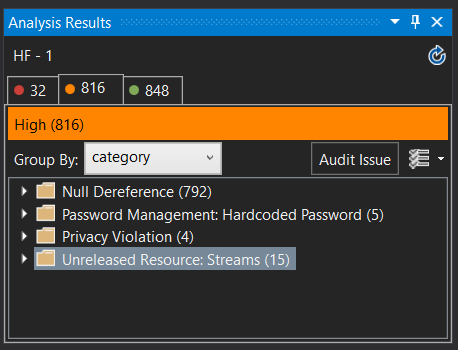 Analysis Results
HF - 1
32 816 848
High (816)
Group By: category Audit Issue
Null Dereference (792)
Password Management: Hardcoded Password (5)
Privacy Violation (4)
Unreleased Resource: Streams (15)